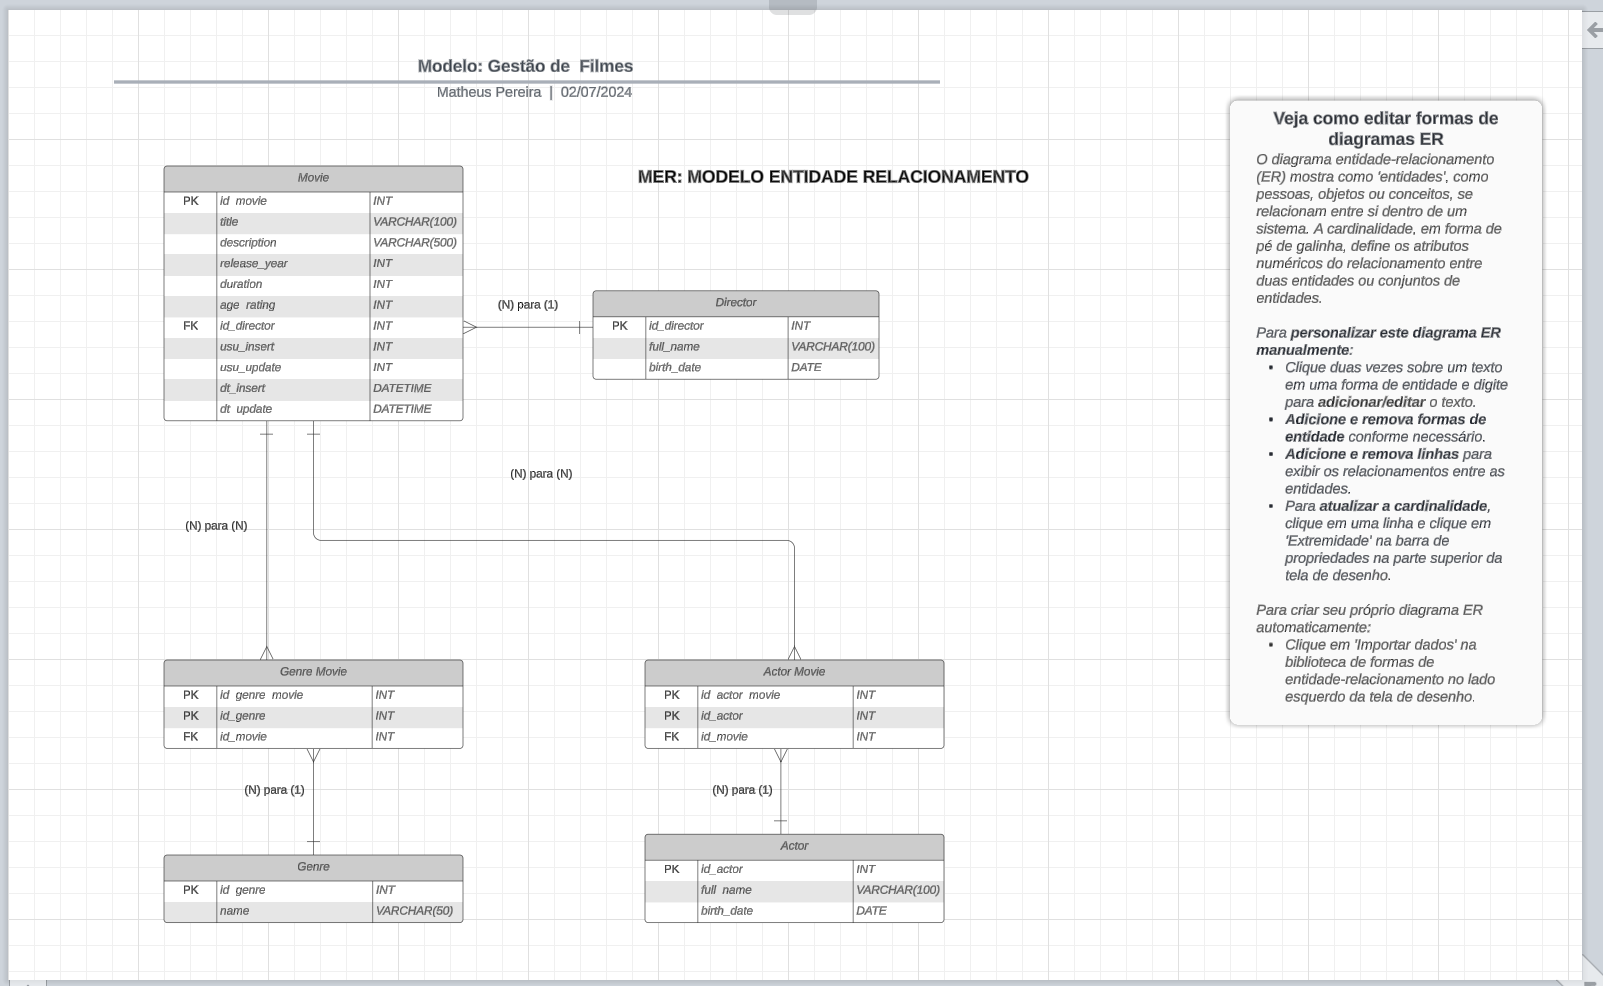 Modelo: Gestão de  Filmes
Matheus Pereira  |  02/07/2024
MER: MODELO ENTIDADE RELACIONAMENTO
Movie
PK id_movie INT
title VARCHAR(100)
description VARCHAR(500)
release_year INT
duration INT
age_rating INT
FK id_director INT
usu_insert INT
usu_update INT
dt_insert DATETIME
dt_update DATETIME
(N) para (1)
Director
PK id_director INT
full_name VARCHAR(100)
birth_date DATE
(N) para (N)
(N) para (N)
Genre Movie
PK id_genre_movie INT
PK id_genre INT
FK id_movie INT
Actor Movie
PK id_actor_movie INT
PK id_actor INT
FK id_movie INT
(N) para (1)
(N) para (1)
Genre
PK id_genre INT
name VARCHAR(50)
Actor
PK id_actor INT
full_name VARCHAR(100)
birth_date DATE
Veja como editar formas de
diagramas ER
O diagrama entidade-relacionamento
(ER) mostra como 'entidades', como
pessoas, objetos ou conceitos, se
relacionam entre si dentro de um
sistema. A cardinalidade, em forma de
pé de galinha, define os atributos
numéricos do relacionamento entre
duas entidades ou conjuntos de
entidades.
Para personalizar este diagrama ER
manualmente:
• Clique duas vezes sobre um texto
em uma forma de entidade e digite
para adicionar/editar o texto.
• Adicione e remova formas de
entidade conforme necessário.
• Adicione e remova linhas para
exibir os relacionamentos entre as
entidades.
• Para atualizar a cardinalidade,
clique em uma linha e clique em
'Extremidade' na barra de
propriedades na parte superior da
tela de desenho.
Para criar seu próprio diagrama ER
automaticamente:
• Clique em 'Importar dados' na
biblioteca de formas de
entidade-relacionamento no lado
esquerdo da tela de desenho.